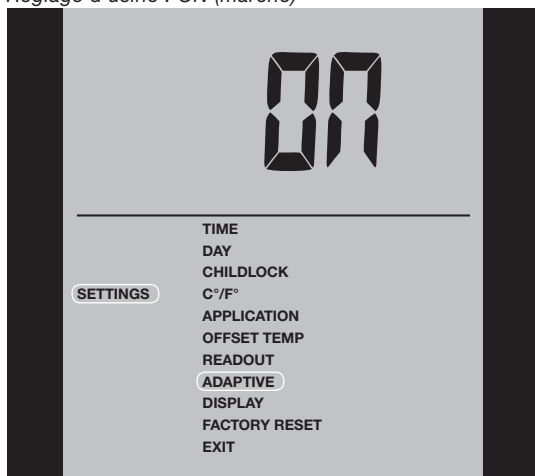 Réglage d'usine : ON (marche)
ON
TIME
DAY
CHILDLOCK
SETTINGS C°/F°
APPLICATION
OFFSET TEMP
READOUT
ADAPTIVE
DISPLAY
FACTORY RESET
EXIT